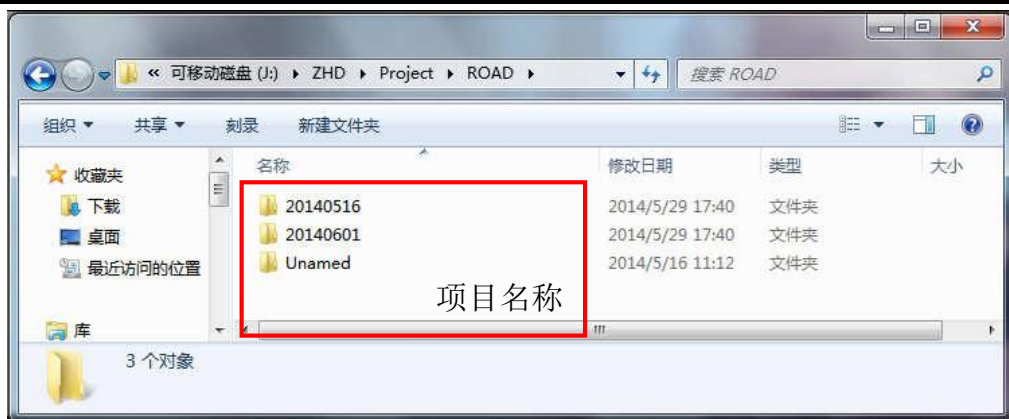 « 可移动磁盘 (J:) ▸ ZHD ▸ Project ▸ ROAD ▸ 搜索 ROAD
组织 ▼ 共享 ▼ 刻录 新建文件夹
名称 修改日期 类型 大小
收藏夹
下载
桌面
最近访问的位置
库
20140516 2014/5/29 17:40 文件夹
20140601 2014/5/29 17:40 文件夹
Unamed 2014/5/16 11:12 文件夹
项目名称
3 个对象